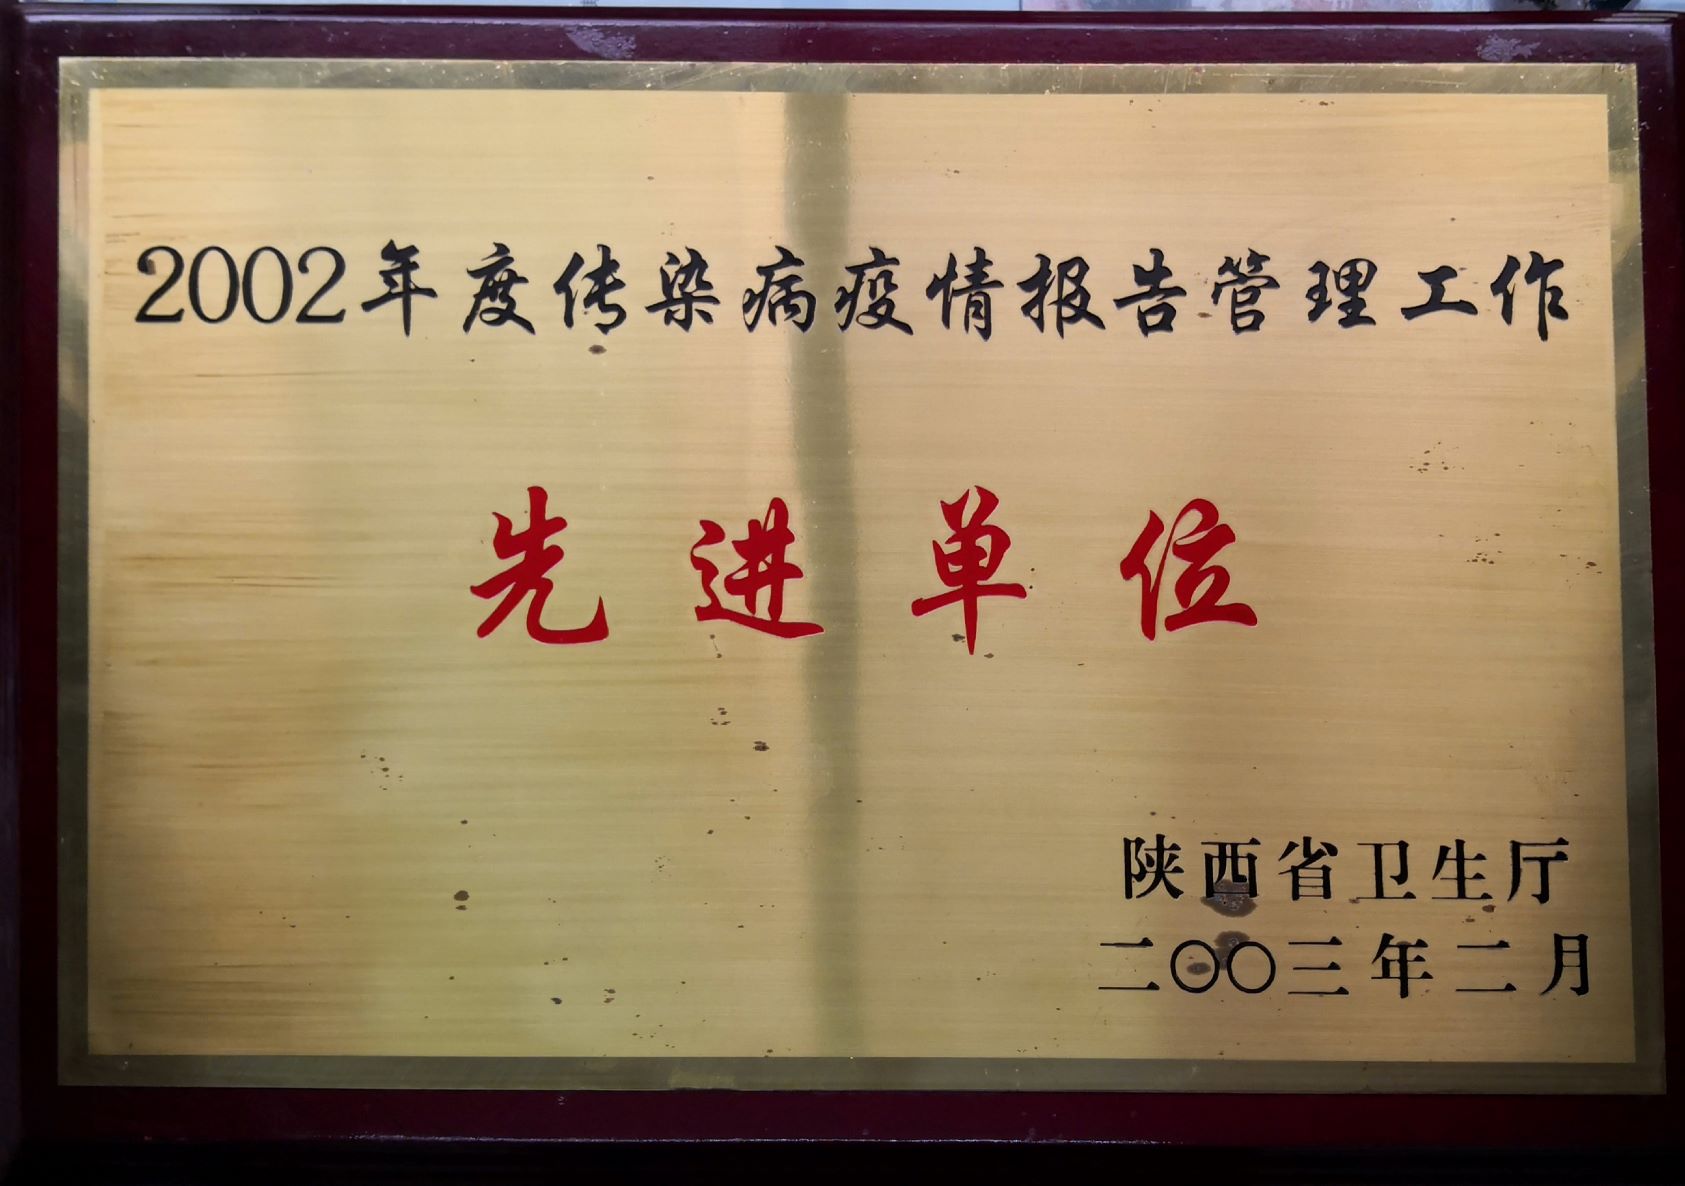 2002年度传染病疫情报告管理工作
先进单位
陕西省卫生厅
二〇〇三年二月